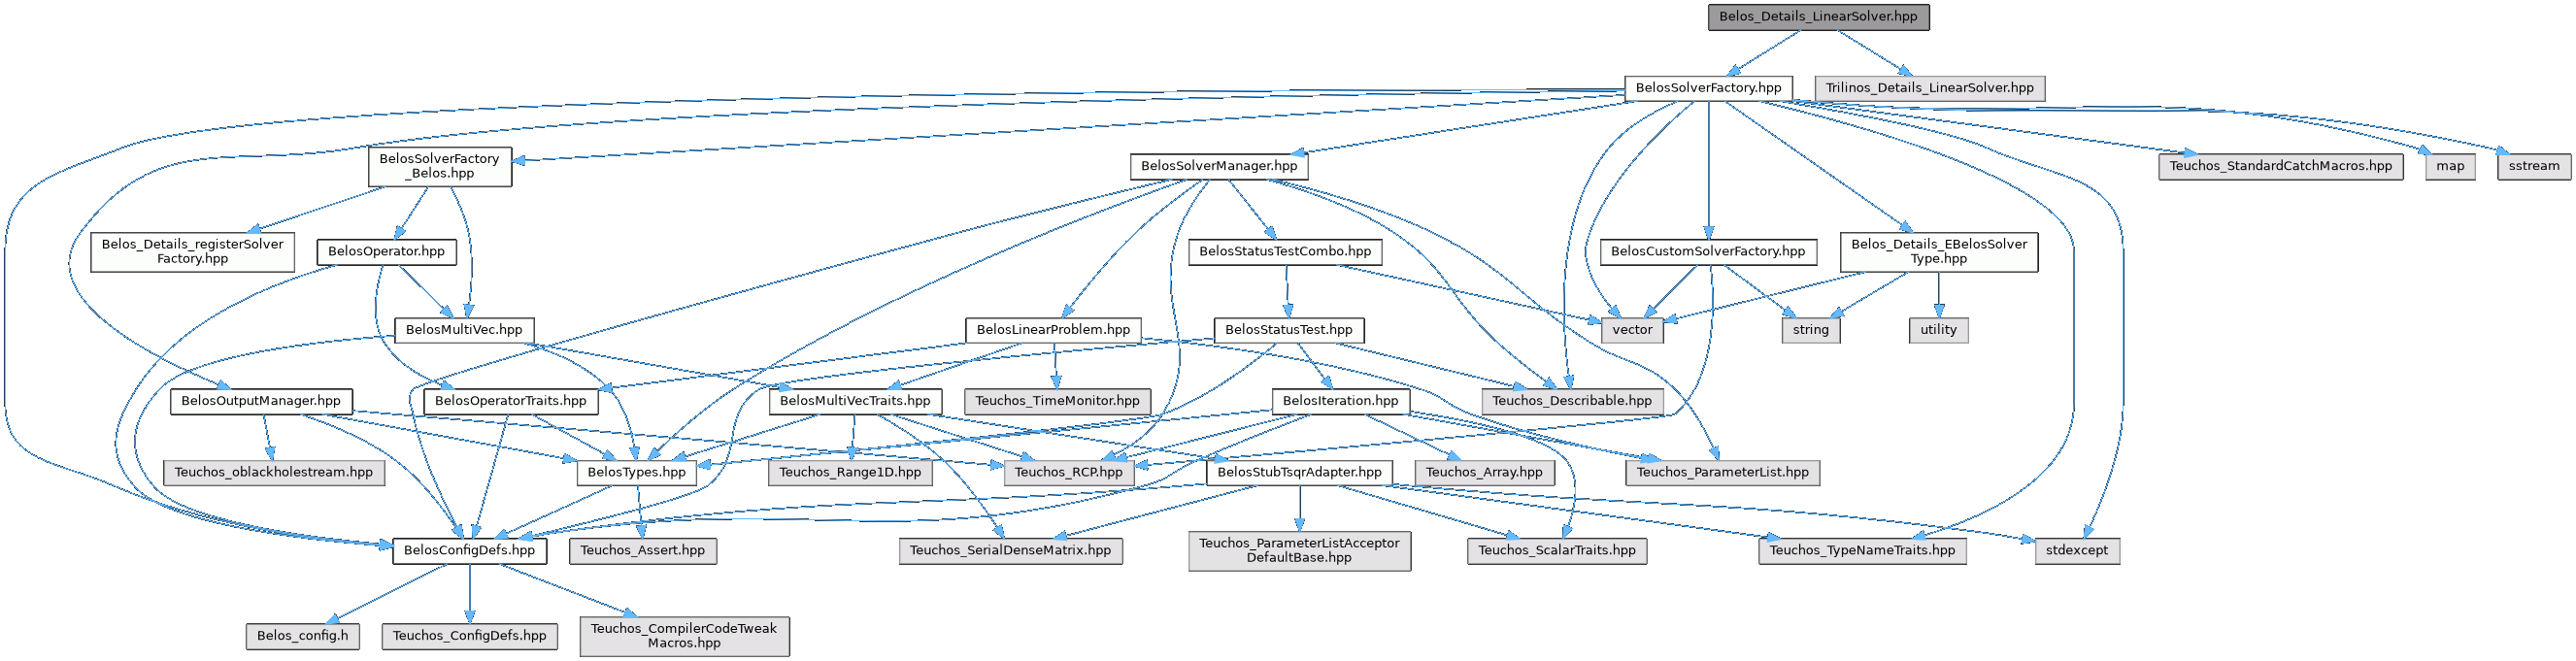 Belos_Details_LinearSolver.hpp
BelosSolverFactory.hpp
Trilinos_Details_LinearSolver.hpp
BelosSolverFactory
_Belos.hpp
BelosSolverManager.hpp
Teuchos_StandardCatchMacros.hpp
map
sstream
Belos_Details_registerSolver
Factory.hpp
BelosOperator.hpp
BelosStatusTestCombo.hpp
BelosCustomSolverFactory.hpp
Belos_Details_EBelosSolver
Type.hpp
BelosMultiVec.hpp
BelosLinearProblem.hpp
BelosStatusTest.hpp
vector
string
utility
BelosOutputManager.hpp
BelosOperatorTraits.hpp
BelosMultiVecTraits.hpp
Teuchos_TimeMonitor.hpp
BelosIteration.hpp
Teuchos_Describable.hpp
Teuchos_oblackholestream.hpp
BelosTypes.hpp
Teuchos_Range1D.hpp
Teuchos_RCP.hpp
BelosStubTsqrAdapter.hpp
Teuchos_Array.hpp
Teuchos_ParameterList.hpp
BelosConfigDefs.hpp
Teuchos_Assert.hpp
Teuchos_SerialDenseMatrix.hpp
Teuchos_ParameterListAcceptor
DefaultBase.hpp
Teuchos_ScalarTraits.hpp
Teuchos_TypeNameTraits.hpp
stdexcept
Belos_config.h
Teuchos_ConfigDefs.hpp
Teuchos_CompilerCodeTweak
Macros.hpp